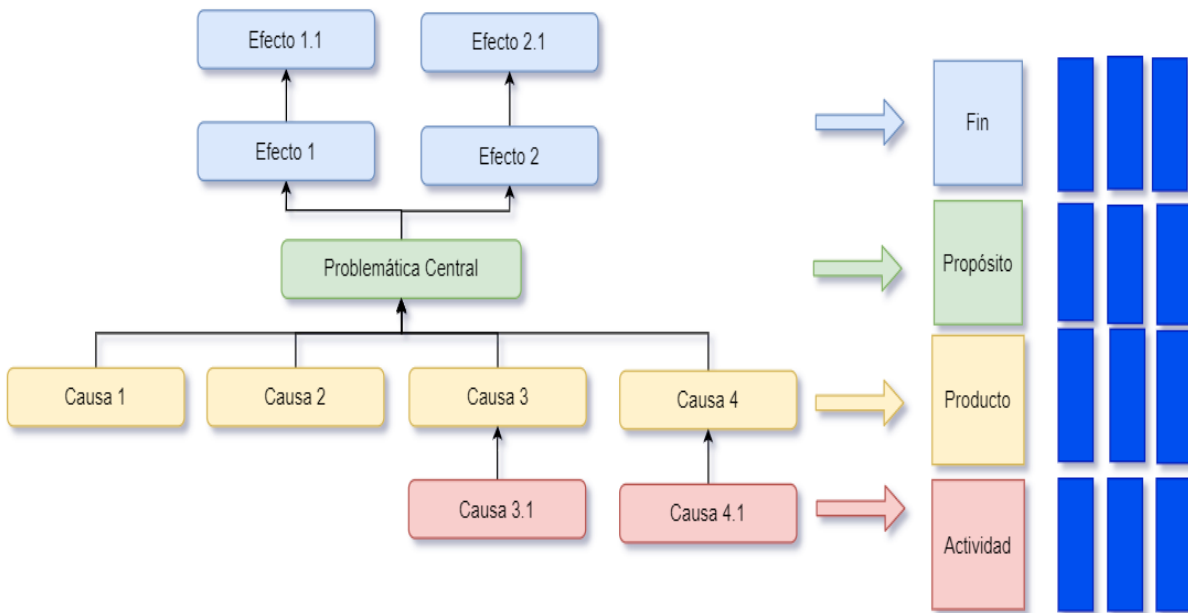 Efecto 1.1
Efecto 2.1
Efecto 1
Efecto 2
Fin
Problemática Central
Propósito
Causa 1
Causa 2
Causa 3
Causa 4
Producto
Causa 3.1
Causa 4.1
Actividad